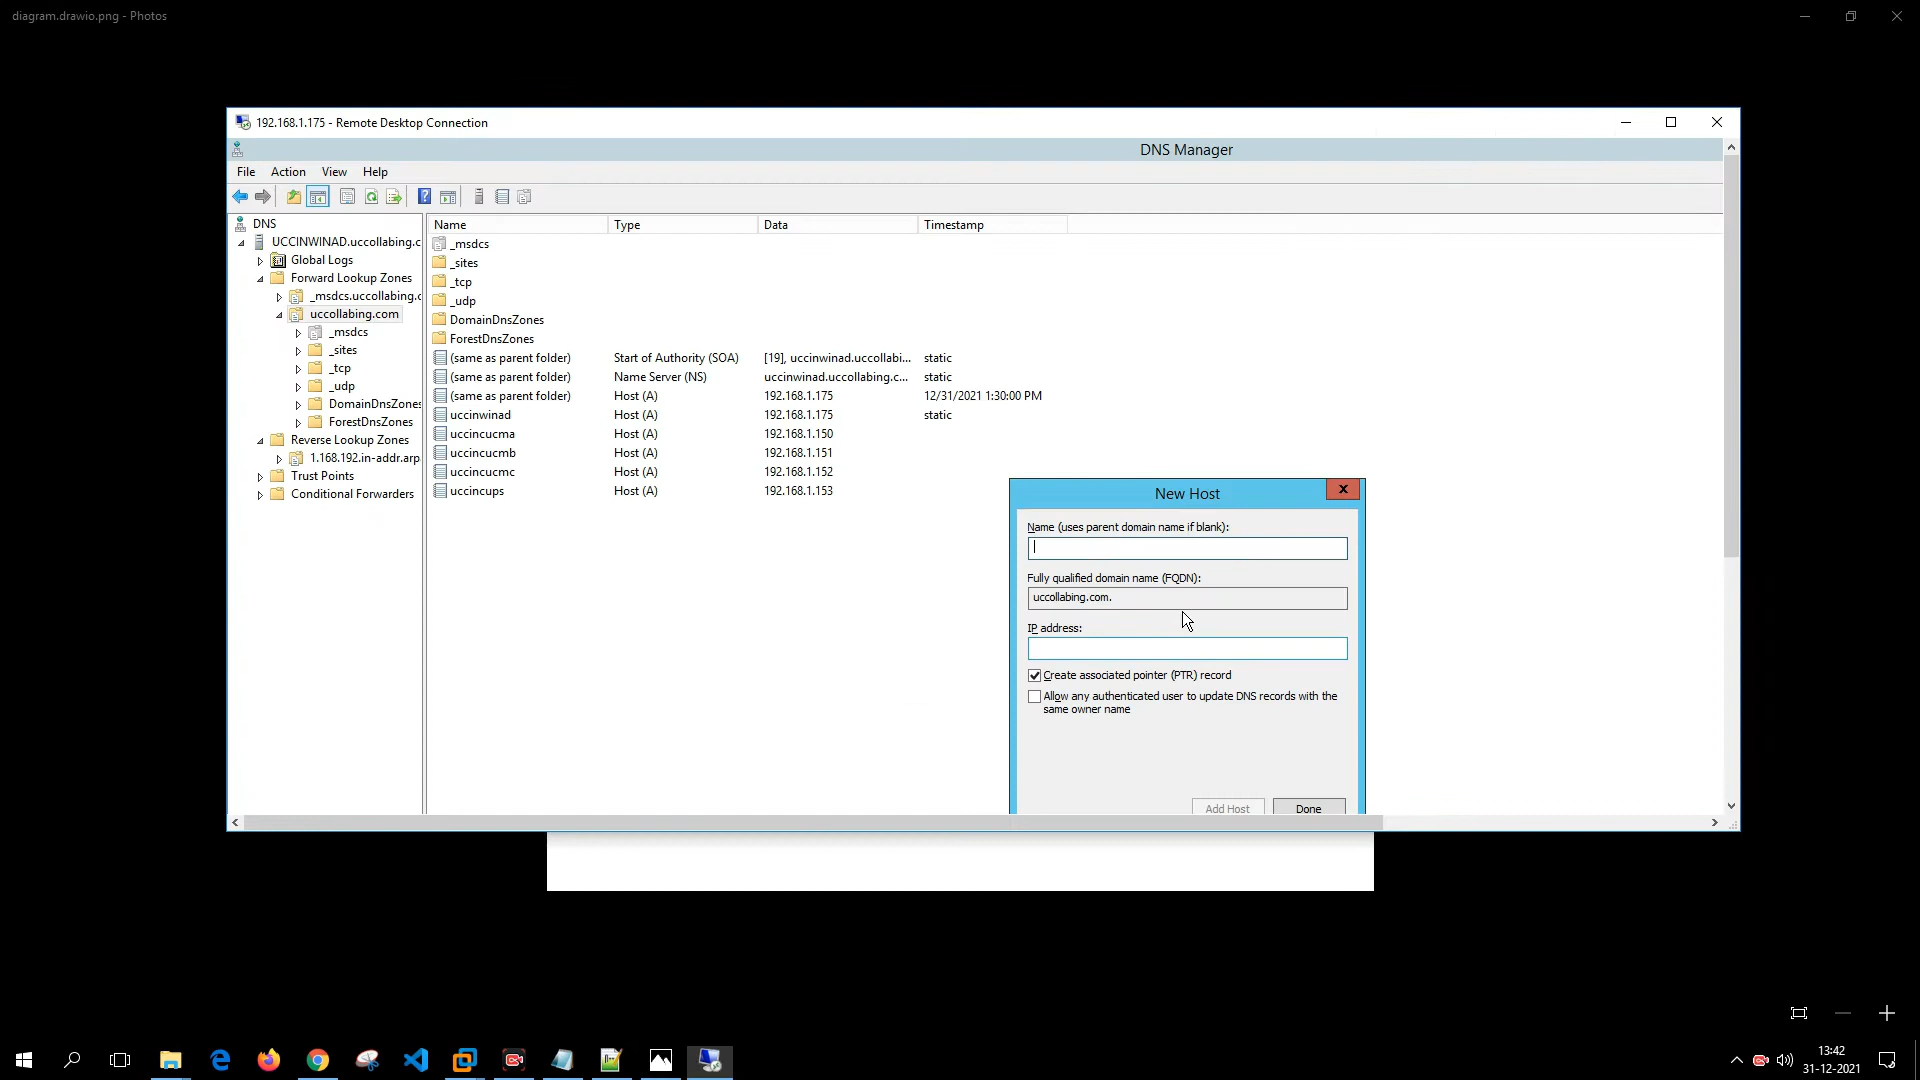 diagram.drawio.png - Photos
192.168.1.175 - Remote Desktop Connection
DNS Manager
File Action View Help
DNS
UCCINWINAD.uccollabing.c
Global Logs
Forward Lookup Zones
_msdcs.uccollabing.c
uccollabing.com
_msdcs
_sites
_tcp
_udp
DomainDnsZones
ForestDnsZones
Reverse Lookup Zones
1.168.192.in-addr.arp
Trust Points
Conditional Forwarders
Name Type Data Timestamp
_msdcs
_sites
_tcp
_udp
DomainDnsZones
ForestDnsZones
(same as parent folder) Start of Authority (SOA) [19], uccinwinad.uccollabi... static
(same as parent folder) Name Server (NS) uccinwinad.uccollabing.c... static
(same as parent folder) Host (A) 192.168.1.175 12/31/2021 1:30:00 PM
uccinwinad Host (A) 192.168.1.175 static
uccincucma Host (A) 192.168.1.150
uccincucmb Host (A) 192.168.1.151
uccincucmc Host (A) 192.168.1.152
uccincups Host (A) 192.168.1.153
New Host
Name (uses parent domain name if blank):
Fully qualified domain name (FQDN):
uccollabing.com.
IP address:
Create associated pointer (PTR) record
Allow any authenticated user to update DNS records with the
same owner name
Add Host Done
13:42
31-12-2021